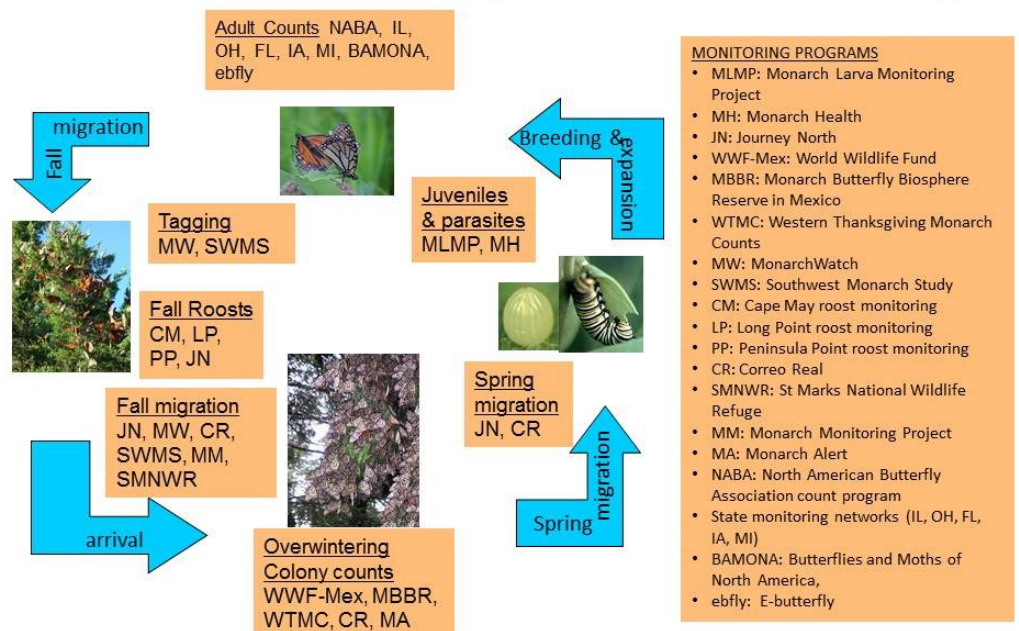 Adult Counts NABA, IL,
OH, FL, IA, MI, BAMONA,
ebfly
migration
Fall
Breeding &
expansion
Juveniles
& parasites
MLMP, MH
Tagging
MW, SWMS
Fall Roosts
CM, LP,
PP, JN
Fall migration
JN, MW, CR,
SWMS, MM,
SMNWR
arrival
Overwintering
Colony counts
WWF-Mex, MBBR,
WTMC, CR, MA
Spring
migration
JN, CR
Spring
migration
MONITORING PROGRAMS
• MLMP: Monarch Larva Monitoring
Project
• MH: Monarch Health
• JN: Journey North
• WWF-Mex: World Wildlife Fund
• MBBR: Monarch Butterfly Biosphere
Reserve in Mexico
• WTMC: Western Thanksgiving Monarch
Counts
• MW: MonarchWatch
• SWMS: Southwest Monarch Study
• CM: Cape May roost monitoring
• LP: Long Point roost monitoring
• PP: Peninsula Point roost monitoring
• CR: Correo Real
• SMNWR: St Marks National Wildlife
Refuge
• MM: Monarch Monitoring Project
• MA: Monarch Alert
• NABA: North American Butterfly
Association count program
• State monitoring networks (IL, OH, FL,
IA, MI)
• BAMONA: Butterflies and Moths of
North America,
• ebfly: E-butterfly